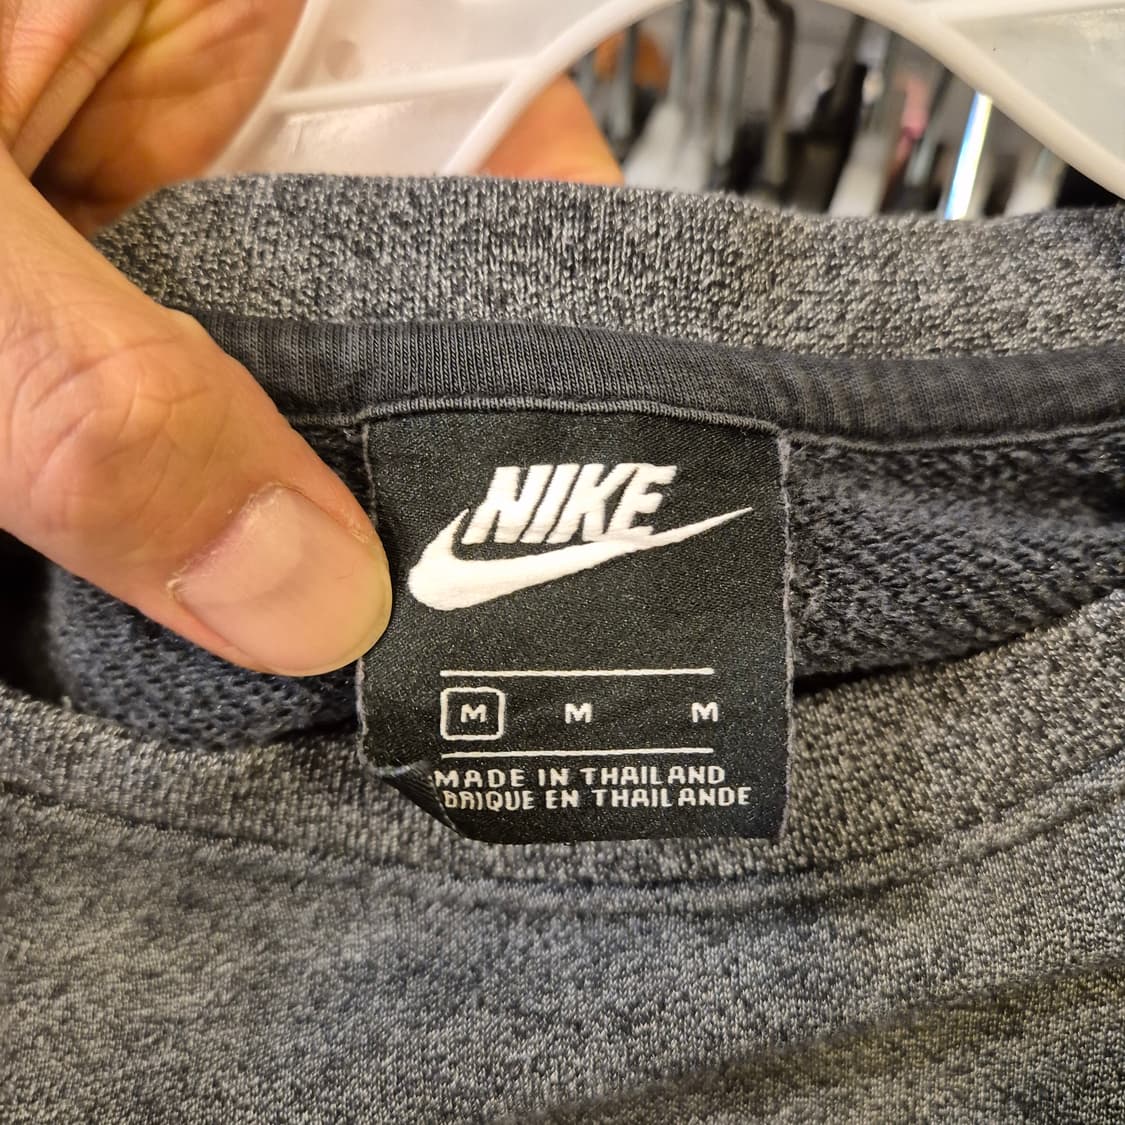 NIKE
M M M
MADE IN THAILAND
BRIQUE EN THAILANDE